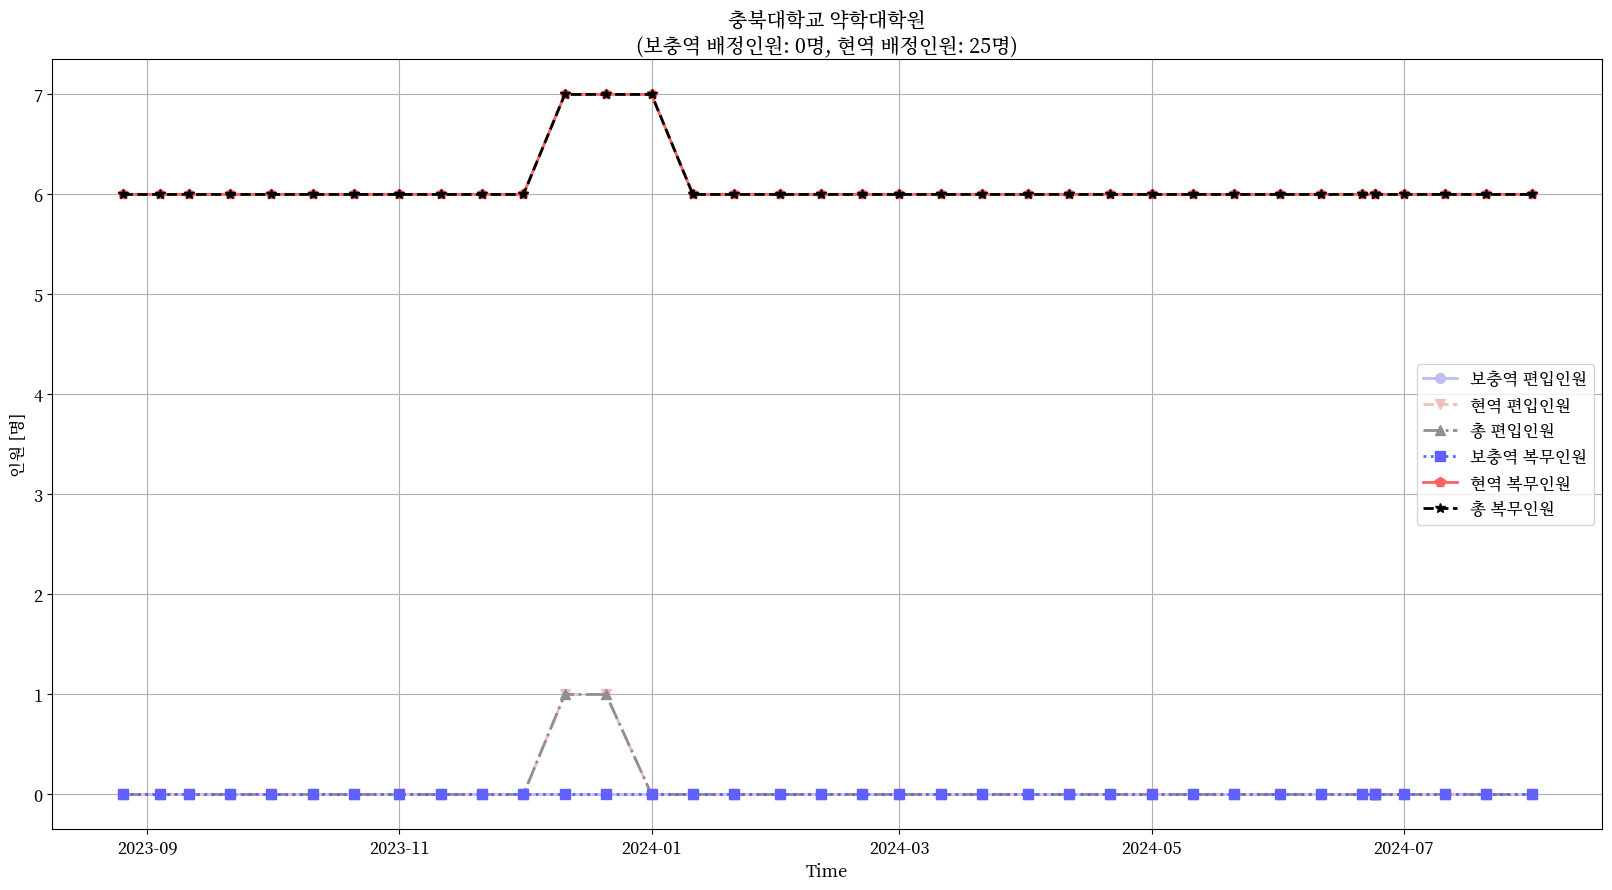 충북대학교 약학대학원
(보충역 배정인원: 0명, 현역 배정인원: 25명)
7
6
5
4
3
2
1
0
인원 [명]
보충역 편입인원
현역 편입인원
총 편입인원
보충역 복무인원
현역 복무인원
총 복무인원
2023-09
2023-11
2024-01
2024-03
2024-05
2024-07
Time